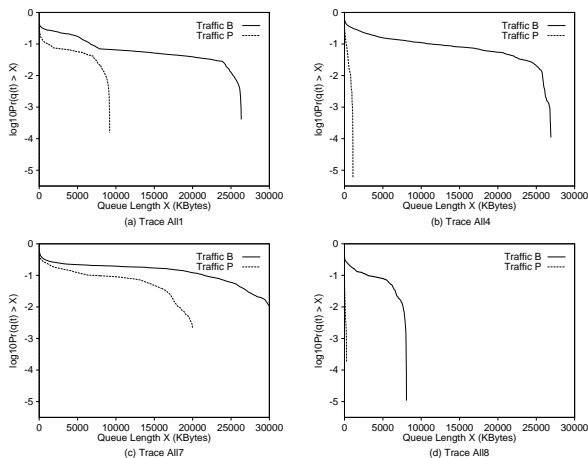 0
-1
-2
-3
-4
-5
log10Pr(q(t) > X)
Traffic B
Traffic P
0 5000 10000 15000 20000 25000 30000
Queue Length X (KBytes)
(a) Trace All1
0
-1
-2
-3
-4
-5
log10Pr(q(t) > X)
Traffic B
Traffic P
0 5000 10000 15000 20000 25000 30000
Queue Length X (KBytes)
(b) Trace All4
0
-1
-2
-3
-4
-5
log10Pr(q(t) > X)
Traffic B
Traffic P
0 5000 10000 15000 20000 25000 30000
Queue Length X (KBytes)
(c) Trace All7
0
-1
-2
-3
-4
-5
log10Pr(q(t) > X)
Traffic B
Traffic P
0 5000 10000 15000 20000 25000 30000
Queue Length X (KBytes)
(d) Trace All8